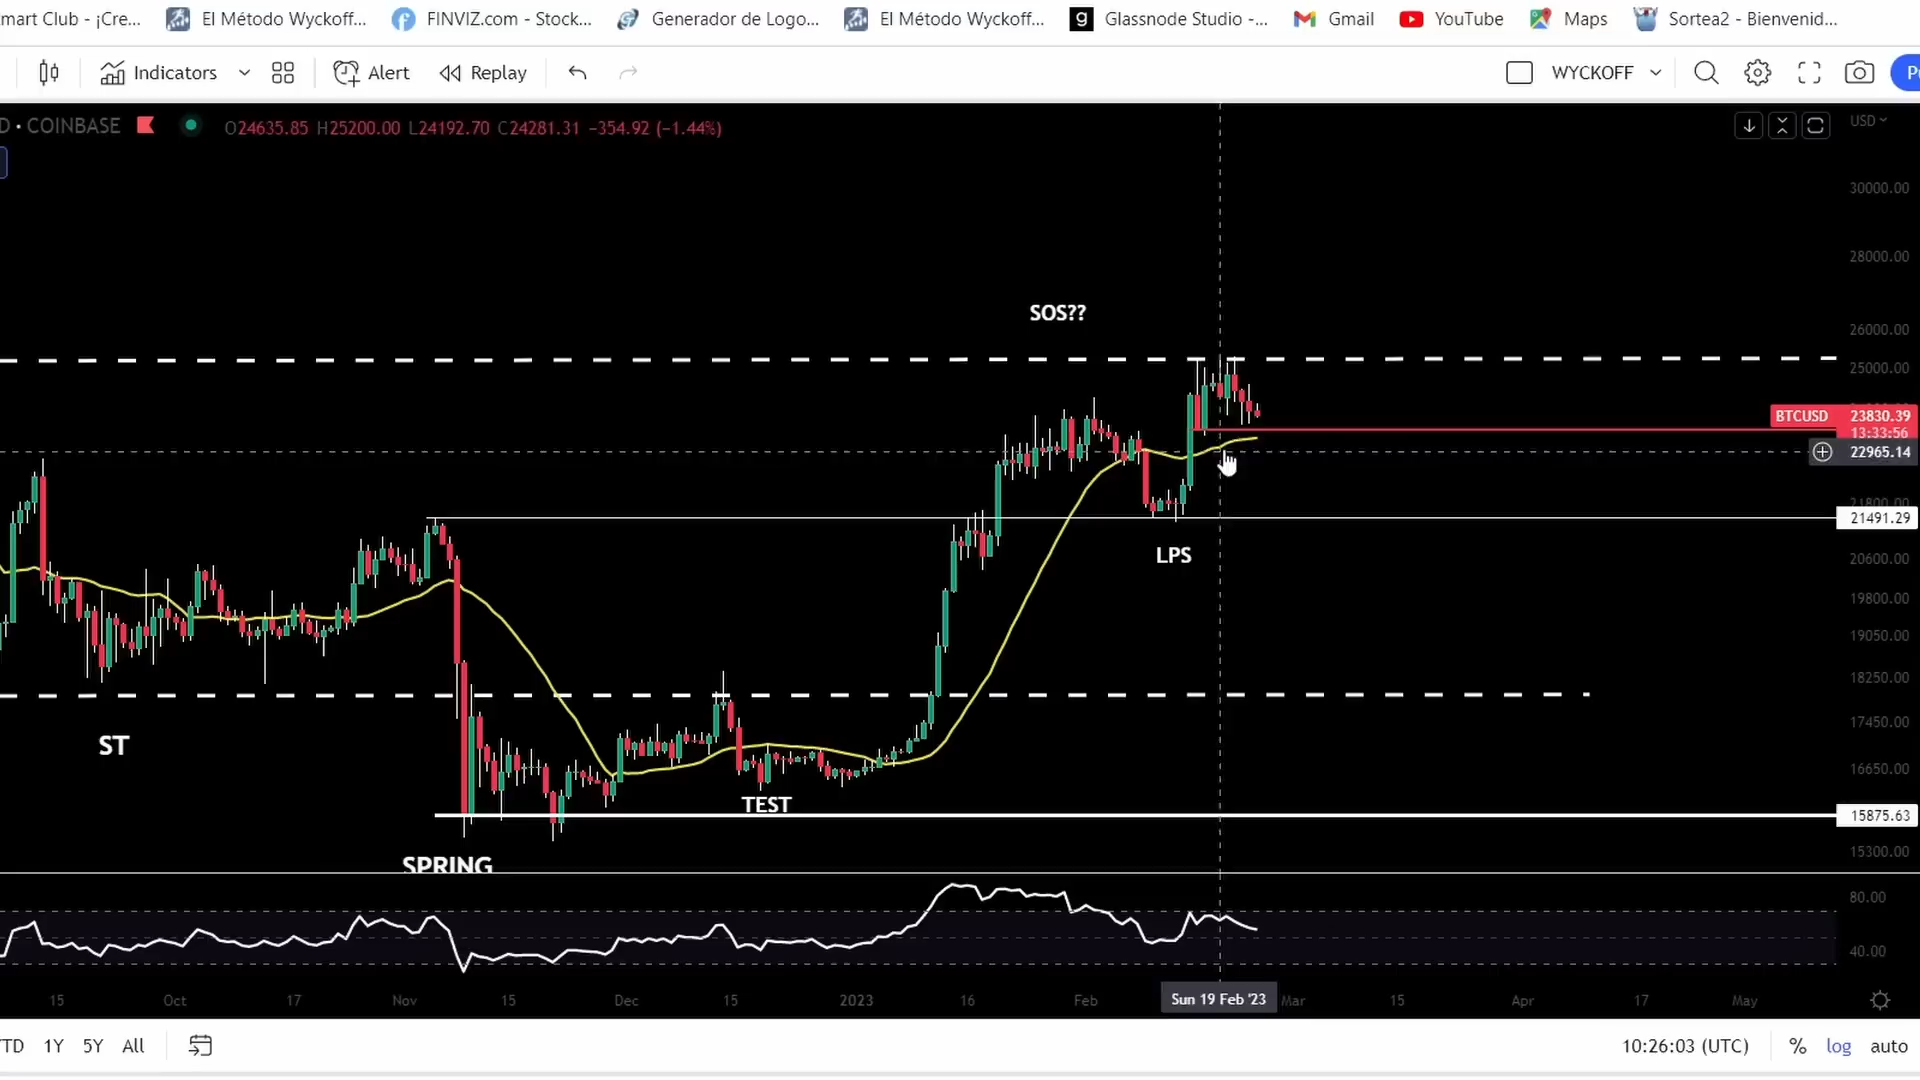 mart Club - ¡Cre... El Método Wyckoff... FINVIZ.com - Stock... Generador de Logo... El Método Wyckoff... Glassnode Studio -... Gmail YouTube Maps Sortea2 - Bienvenid...
Indicators Alert Replay WYCKOFF Pu
D • COINBASE O24635.85 H25200.00 L24192.70 C24281.31 −354.92 (−1.44%) USD
30000.00
28000.00
SOS??
26000.00
25000.00
BTCUSD 23830.39
13:33:56
22965.14
21800.00
21491.29
LPS
20600.00
19800.00
19050.00
18250.00
17450.00
ST
16650.00
TEST
15875.63
15300.00
SPRING
80.00
40.00
15 Oct 17 Nov 15 Dec 15 2023 16 Feb Sun 19 Feb '23 Mar 15 Apr 17 May
YTD 1Y 5Y All 10:26:03 (UTC) % log auto